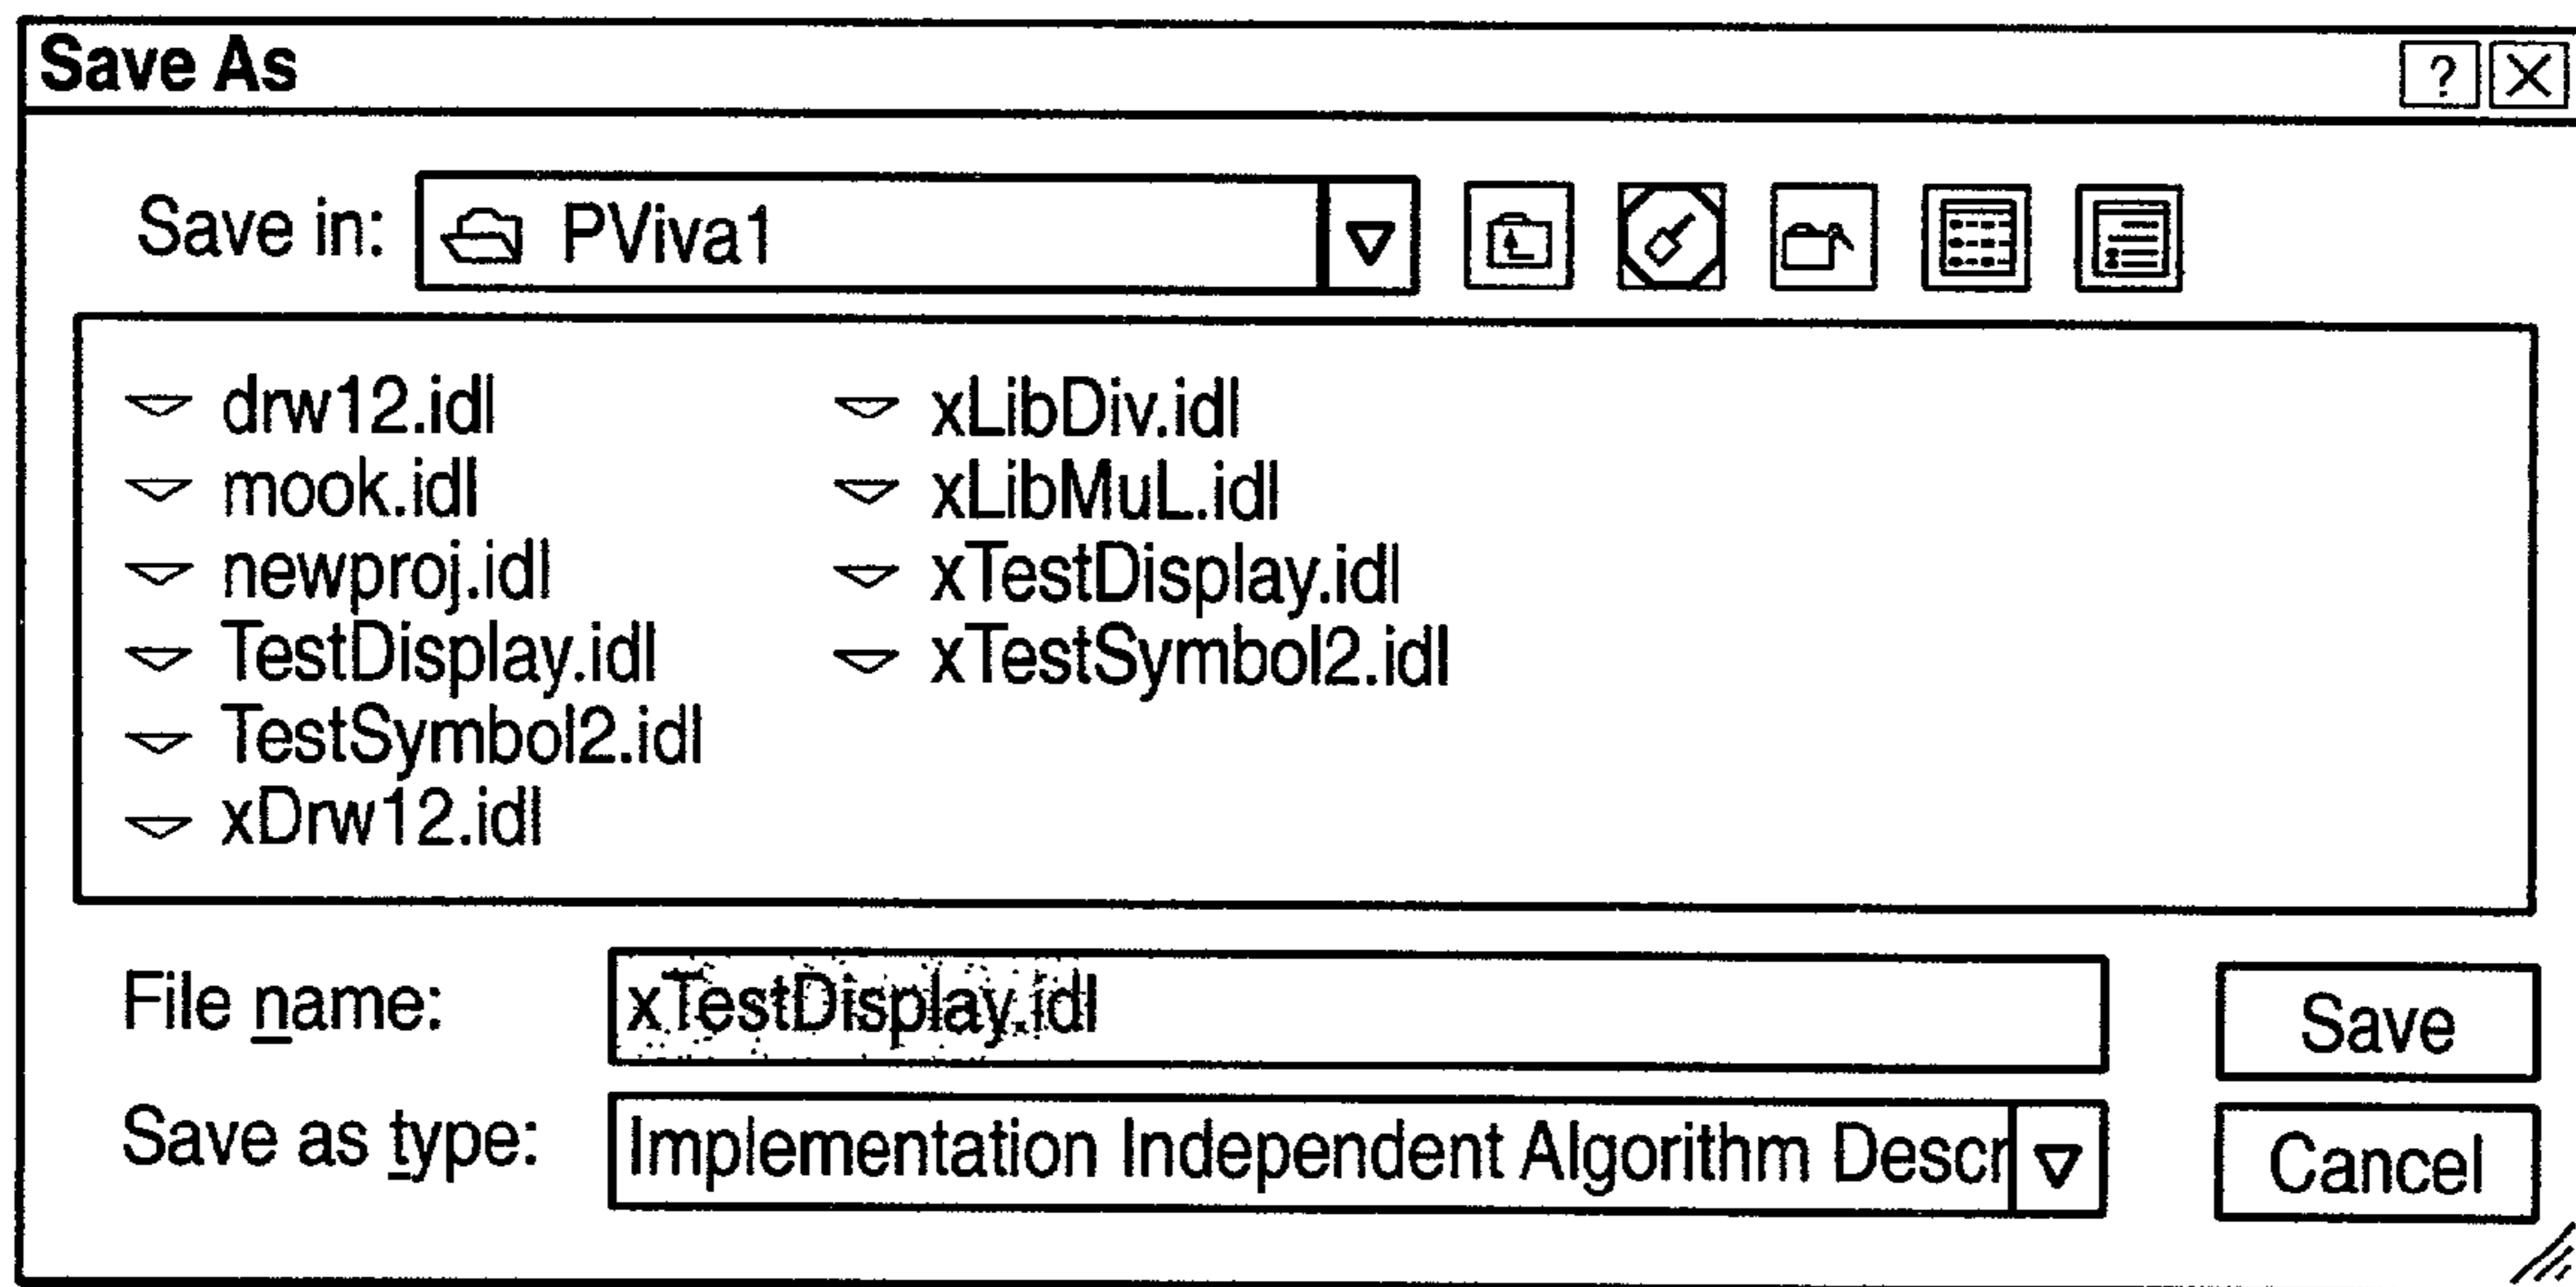 Save As
?
Save in: PViva1
drw12.idl
mook.idl
newproj.idl
TestDisplay.idl
TestSymbol2.idl
xDrw12.idl
xLibDiv.idl
xLibMuL.idl
xTestDisplay.idl
xTestSymbol2.idl
File name: xTestDisplay.idl
Save
Save as type: Implementation Independent Algorithm Descr
Cancel